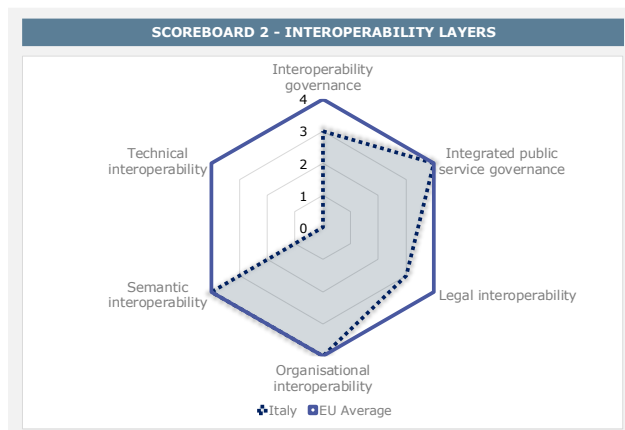 SCOREBOARD 2 - INTEROPERABILITY LAYERS
Interoperability
governance
4
3
2
1
0
Technical
interoperability
Integrated public
service governance
Semantic
interoperability
Legal interoperability
Organisational
interoperability
Italy EU Average